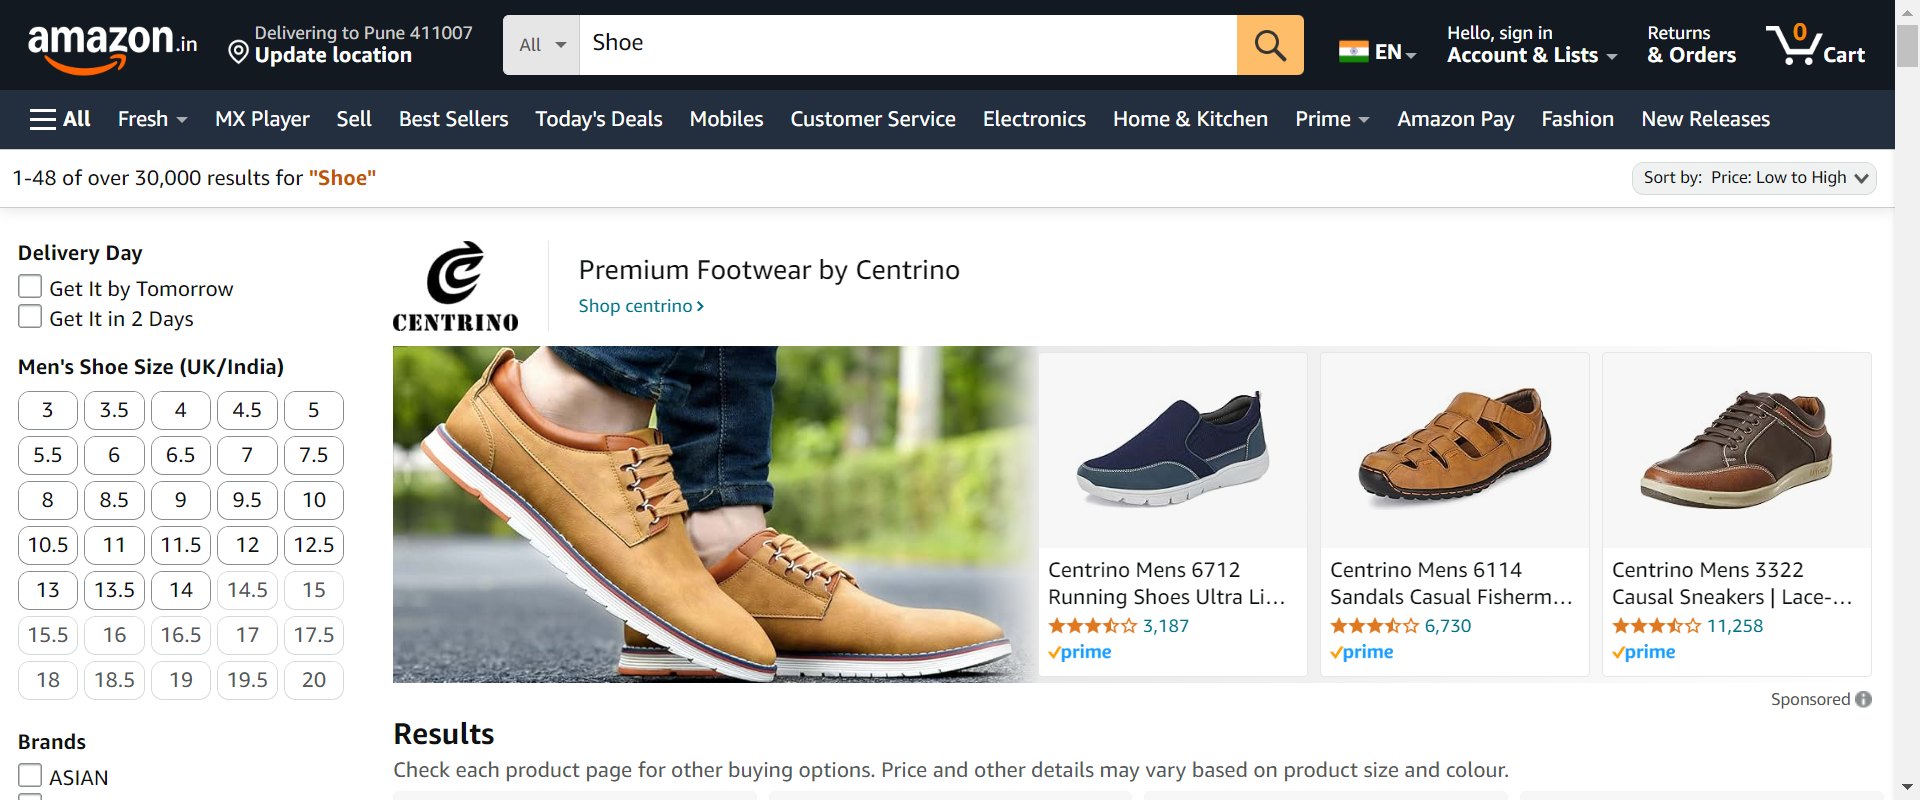 amazon.in
Delivering to Pune 411007
Update location
All
Shoe
EN
Hello, sign in
Account & Lists
Returns
& Orders
0
Cart
All
Fresh
MX Player
Sell
Best Sellers
Today's Deals
Mobiles
Customer Service
Electronics
Home & Kitchen
Prime
Amazon Pay
Fashion
New Releases
1-48 of over 30,000 results for "Shoe"
Sort by: Price: Low to High
Delivery Day
Get It by Tomorrow
Get It in 2 Days
Men's Shoe Size (UK/India)
3 3.5 4 4.5 5
5.5 6 6.5 7 7.5
8 8.5 9 9.5 10
10.5 11 11.5 12 12.5
13 13.5 14 14.5 15
15.5 16 16.5 17 17.5
18 18.5 19 19.5 20
Brands
ASIAN
CENTRINO
Premium Footwear by Centrino
Shop centrino
Centrino Mens 6712
Running Shoes Ultra Li...
3,187
prime
Centrino Mens 6114
Sandals Casual Fisherm...
6,730
prime
Centrino Mens 3322
Causal Sneakers | Lace-...
11,258
prime
Sponsored
Results
Check each product page for other buying options. Price and other details may vary based on product size and colour.